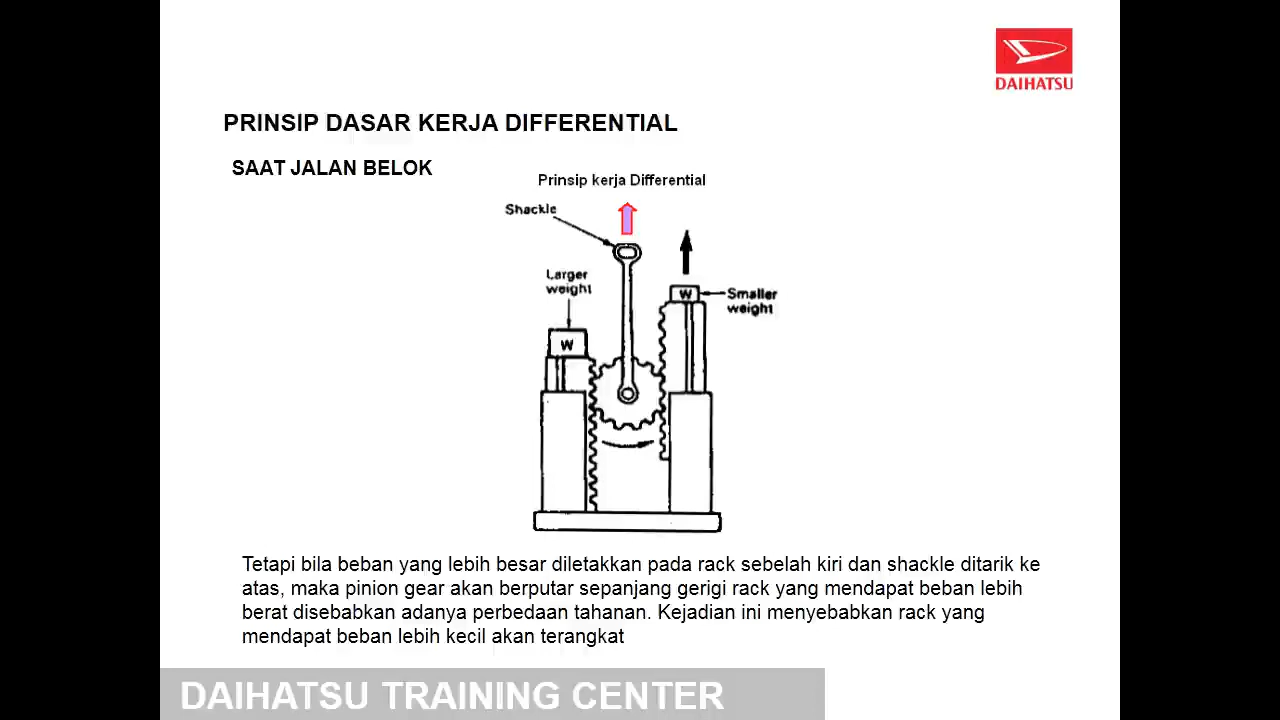 DAIHATSU
PRINSIP DASAR KERJA DIFFERENTIAL
SAAT JALAN BELOK
Prinsip kerja Differential
Shackle
Larger
weight
W
W
Smaller
weight
Tetapi bila beban yang lebih besar diletakkan pada rack sebelah kiri dan shackle ditarik ke
atas, maka pinion gear akan berputar sepanjang gerigi rack yang mendapat beban lebih
berat disebabkan adanya perbedaan tahanan. Kejadian ini menyebabkan rack yang
mendapat beban lebih kecil akan terangkat
DAIHATSU TRAINING CENTER